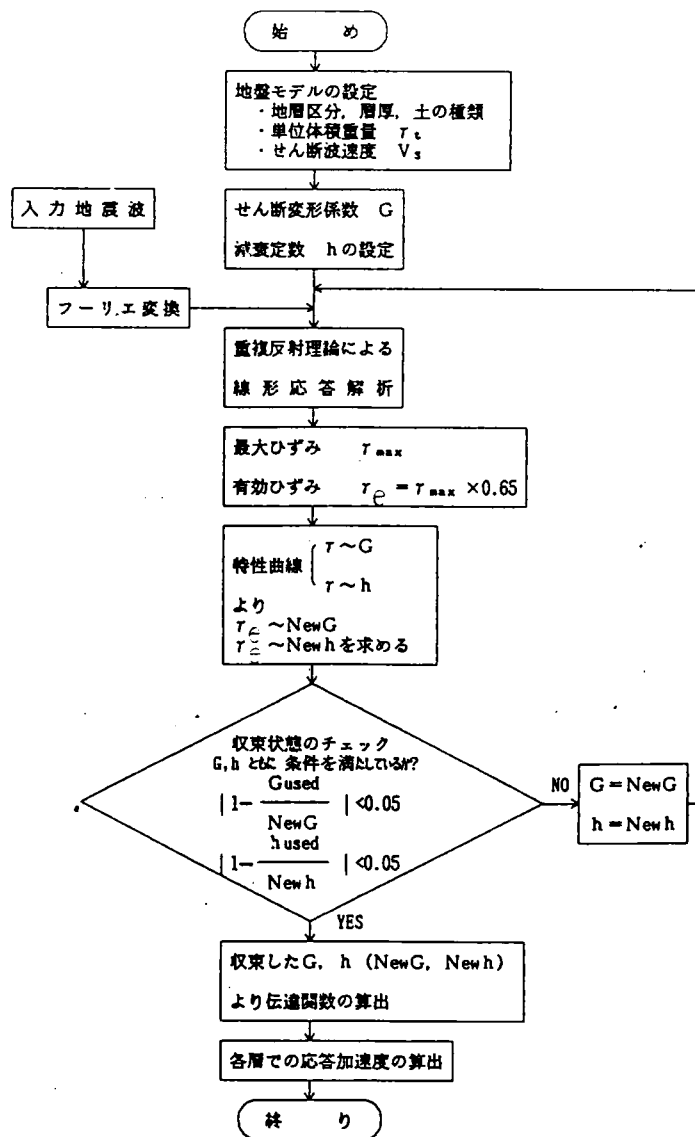 始 め
地盤モデルの設定
・地層区分, 層厚, 土の種類
・単位体積重量 γt
・せん断波速度 Vs
入力地震波
せん断変形係数 G
減衰定数 hの設定
フーリエ変換
重複反射理論による
線形応答解析
最大ひずみ γmax
有効ひずみ γe = γmax ×0.65
特性曲線 { γ～G
γ～h
より
γe ～NewG
γe ～Newhを求める
収束状態のチェック
G,h ともに 条件を満たしているか?
|1− Gused / NewG | <0.05
|1− hused / Newh | <0.05
NO
G=NewG
h=Newh
YES
収束したG, h (NewG, Newh)
より伝達関数の算出
各層での応答加速度の算出
終 り